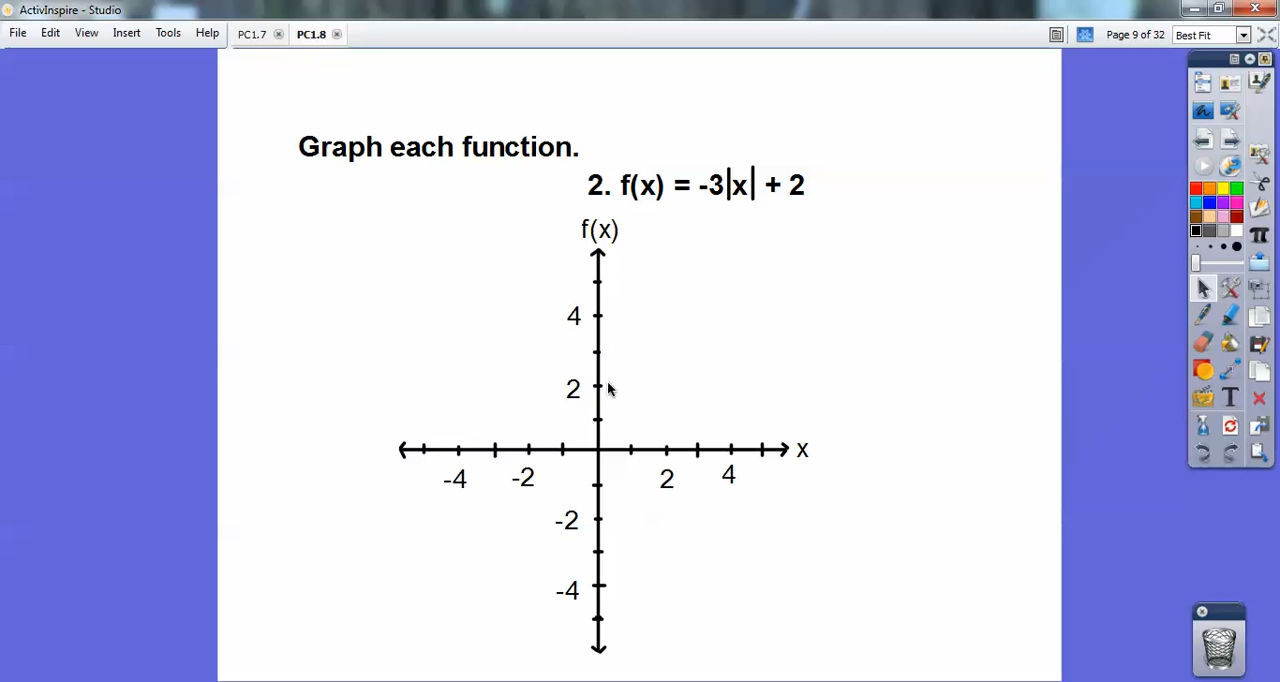 ActivInspire - Studio
File Edit View Insert Tools Help PC1.7 PC1.8 Page 9 of 32 Best Fit
Graph each function.
2. f(x) = -3|x| + 2
f(x)
4
2
x
-4 -2 2 4
-2
-4